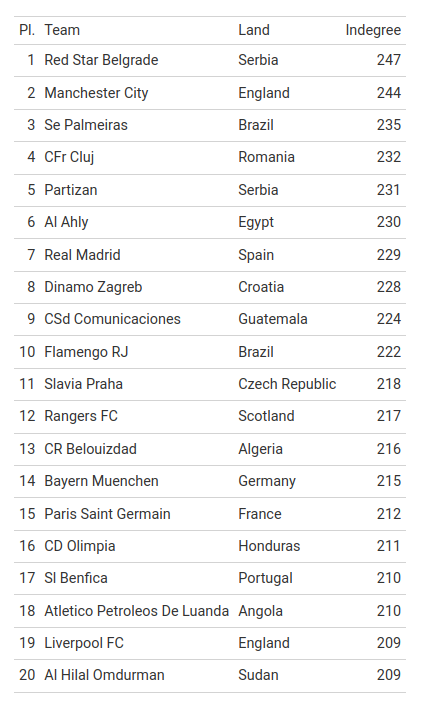 Pl. Team Land Indegree
1 Red Star Belgrade Serbia 247
2 Manchester City England 244
3 Se Palmeiras Brazil 235
4 CFr Cluj Romania 232
5 Partizan Serbia 231
6 Al Ahly Egypt 230
7 Real Madrid Spain 229
8 Dinamo Zagreb Croatia 228
9 CSd Comunicaciones Guatemala 224
10 Flamengo RJ Brazil 222
11 Slavia Praha Czech Republic 218
12 Rangers FC Scotland 217
13 CR Belouizdad Algeria 216
14 Bayern Muenchen Germany 215
15 Paris Saint Germain France 212
16 CD Olimpia Honduras 211
17 Sl Benfica Portugal 210
18 Atletico Petroleos De Luanda Angola 210
19 Liverpool FC England 209
20 Al Hilal Omdurman Sudan 209